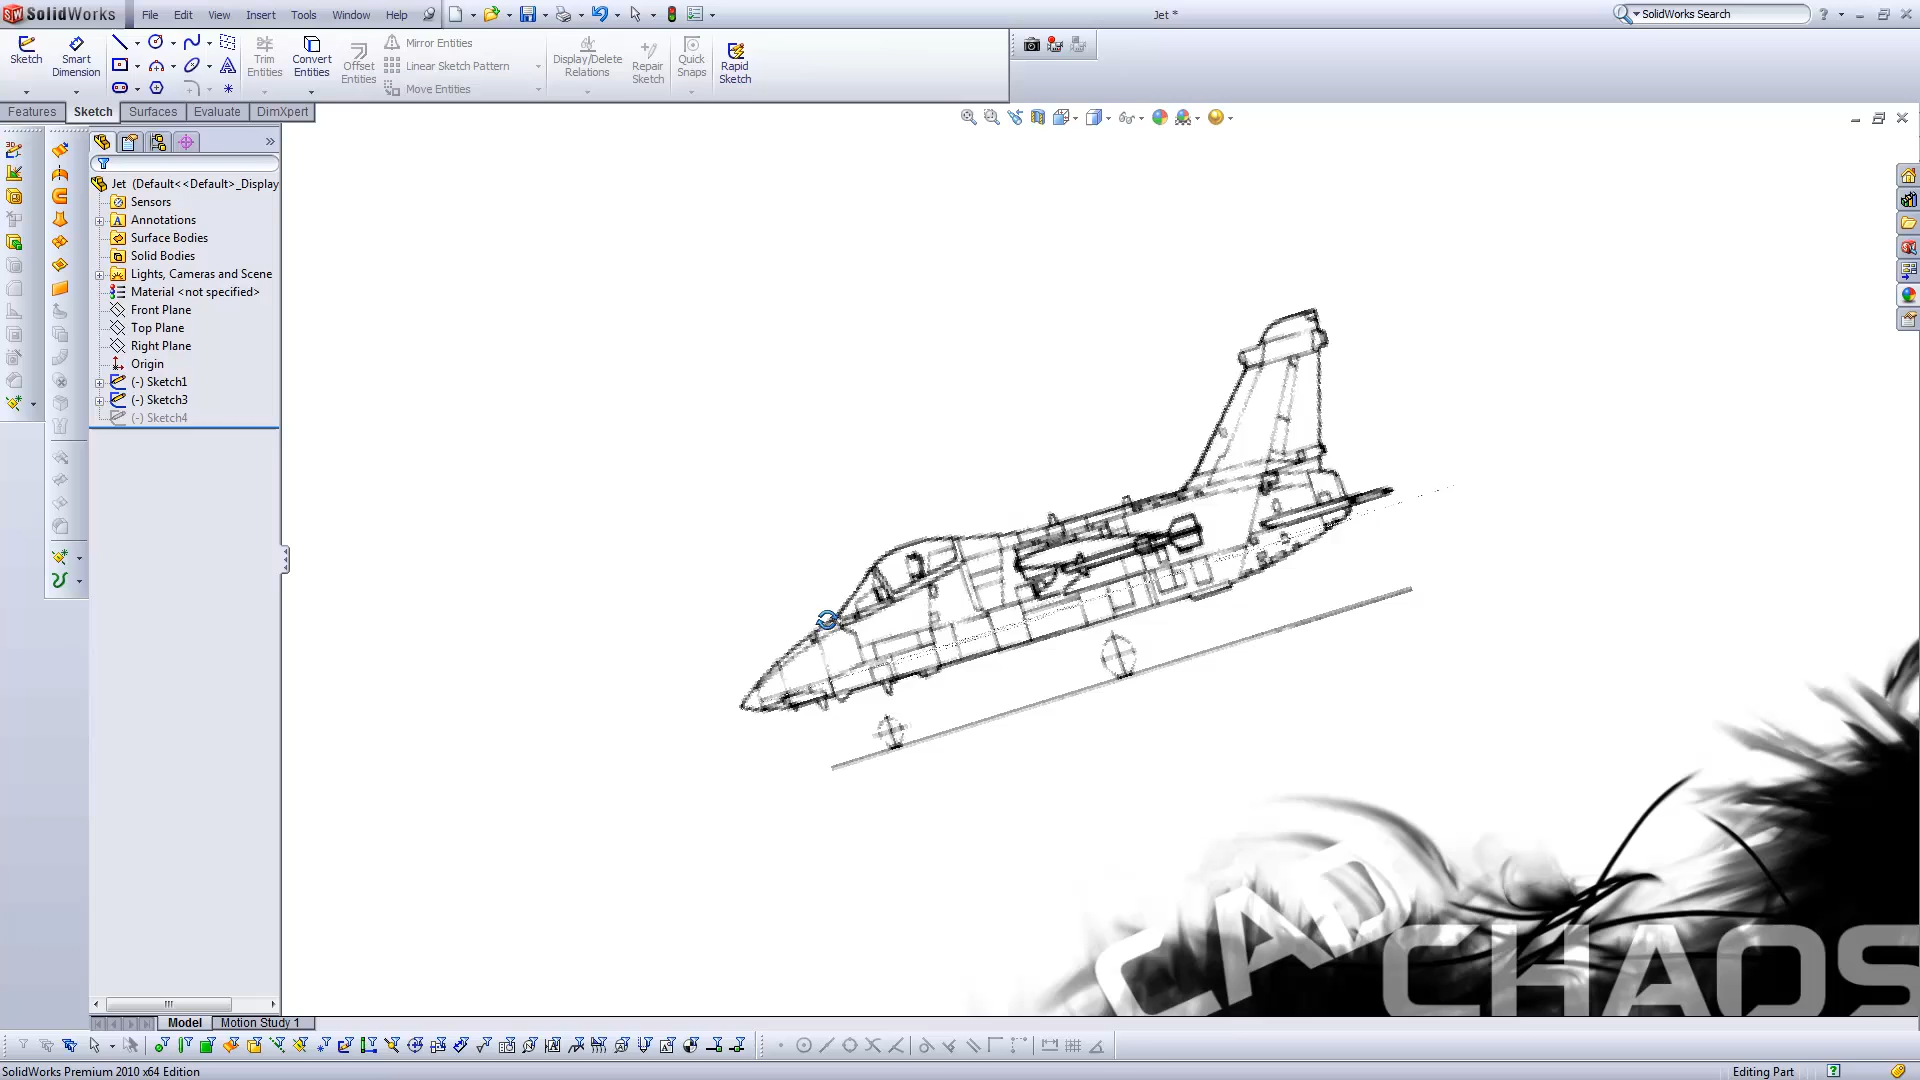 SolidWorks File Edit View Insert Tools Window Help Jet * SolidWorks Search
Sketch Smart Dimension Trim Entities Convert Entities Offset Entities Mirror Entities Linear Sketch Pattern Move Entities Display/Delete Relations Repair Sketch Quick Snaps Rapid Sketch
Features Sketch Surfaces Evaluate DimXpert
Jet (Default<<Default>_Display
Sensors
Annotations
Surface Bodies
Solid Bodies
Lights, Cameras and Scene
Material <not specified>
Front Plane
Top Plane
Right Plane
Origin
(-) Sketch1
(-) Sketch3
(-) Sketch4
CAD
CHAOS
Model Motion Study 1
SolidWorks Premium 2010 x64 Edition Editing Part